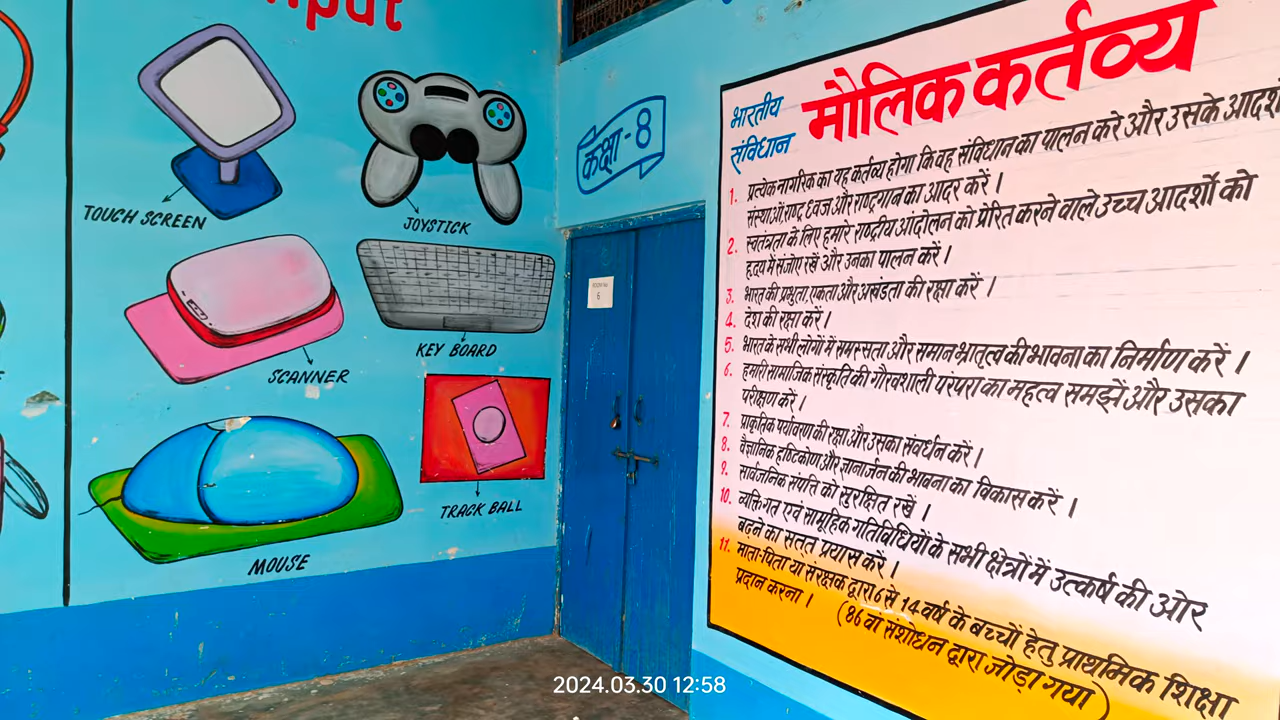 nput
TOUCH SCREEN
JOYSTICK
SCANNER
KEY BOARD
MOUSE
TRACK BALL
कक्षा-8
6
भारतीय
संविधान
मौलिक कर्तव्य
1. प्रत्येक नागरिक का यह कर्तव्य होगा कि वह संविधान का पालन करे और उसके आदर्श
संस्थाओं राष्ट्र ध्वज और राष्ट्रगान का आदर करें।
2. स्वतंत्रता के लिए हमारे राष्ट्रीय आंदोलन को प्रेरित करने वाले उच्च आदर्शों को
हृदय में संजोए रखें और उनका पालन करें।
3. भारत की प्रभुता, एकता और अखंडता की रक्षा करें।
4. देश की रक्षा करें।
5. भारत के सभी लोगों में समरसता और समान भ्रातृत्व की भावना का निर्माण करें।
6. हमारी सामाजिक संस्कृति की गौरवशाली परंपरा का महत्व समझें और उसका
परीक्षण करें।
7. प्राकृतिक पर्यावरण की रक्षा और उसका संवर्धन करें।
8. वैज्ञानिक दृष्टिकोण और ज्ञानार्जन की भावना का विकास करें।
9. सार्वजनिक संपत्ति को सुरक्षित रखें।
10. व्यक्तिगत एवं सामूहिक गतिविधियों के सभी क्षेत्रों में उत्कर्ष की ओर
बढ़ने का सतत प्रयास करें।
11. माता-पिता या संरक्षक द्वारा 6 से 14 वर्ष के बच्चों हेतु प्राथमिक शिक्षा
प्रदान करना। (86 वां संशोधन द्वारा जोड़ा गया)
2024.03.30 12:58